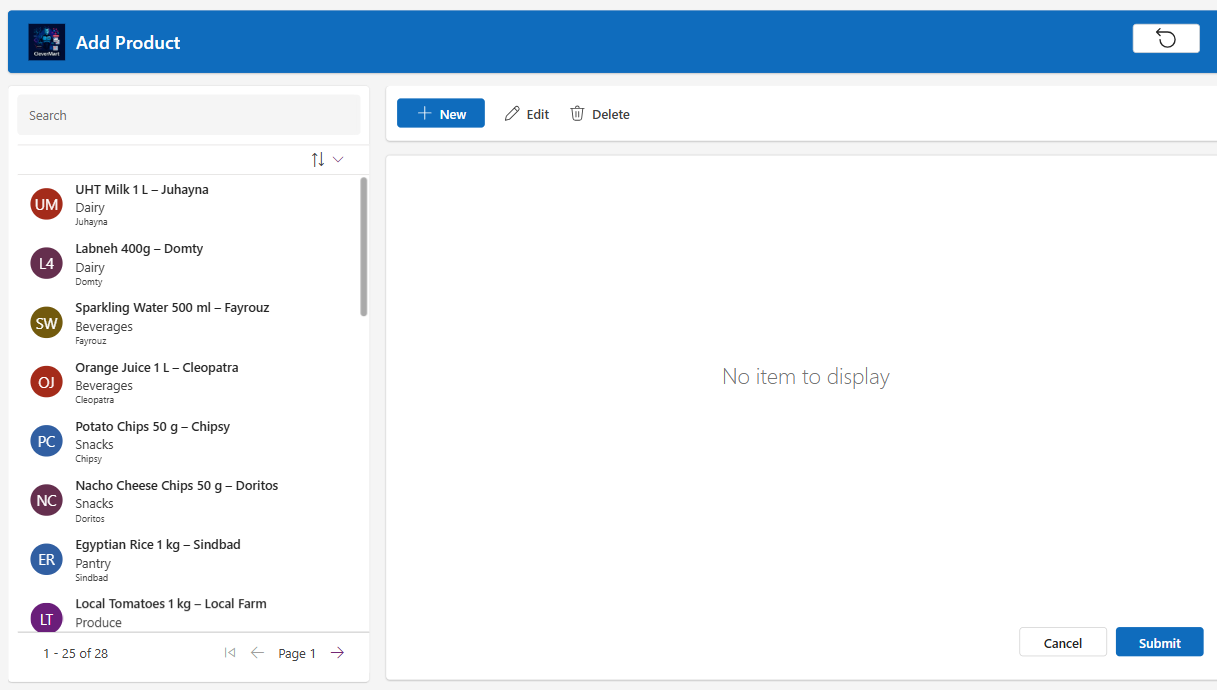 CleverMart
Add Product
Search
New
Edit
Delete
UM
UHT Milk 1 L – Juhayna
Dairy
Juhayna
L4
Labneh 400g – Domty
Dairy
Domty
SW
Sparkling Water 500 ml – Fayrouz
Beverages
Fayrouz
OJ
Orange Juice 1 L – Cleopatra
Beverages
Cleopatra
PC
Potato Chips 50 g – Chipsy
Snacks
Chipsy
NC
Nacho Cheese Chips 50 g – Doritos
Snacks
Doritos
ER
Egyptian Rice 1 kg – Sindbad
Pantry
Sindbad
LT
Local Tomatoes 1 kg – Local Farm
Produce
1 - 25 of 28
Page 1
No item to display
Cancel
Submit